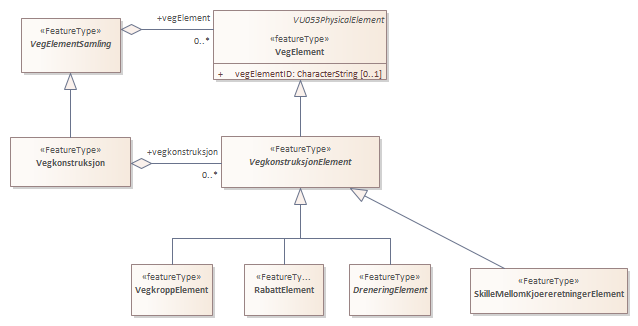 VU053PhysicalElement
«featureType»
VegElement
+ vegElementID: CharacterString [0..1]
+vegElement
0..*
«FeatureType»
VegElementSamling
«FeatureType»
Vegkonstruksjon
+vegkonstruksjon
0..*
«FeatureType»
VegkonstruksjonElement
«featureType»
VegkroppElement
«FeatureTy...
RabattElement
«FeatureType»
DreneringElement
«FeatureType»
SkilleMellomKjoereretningerElement